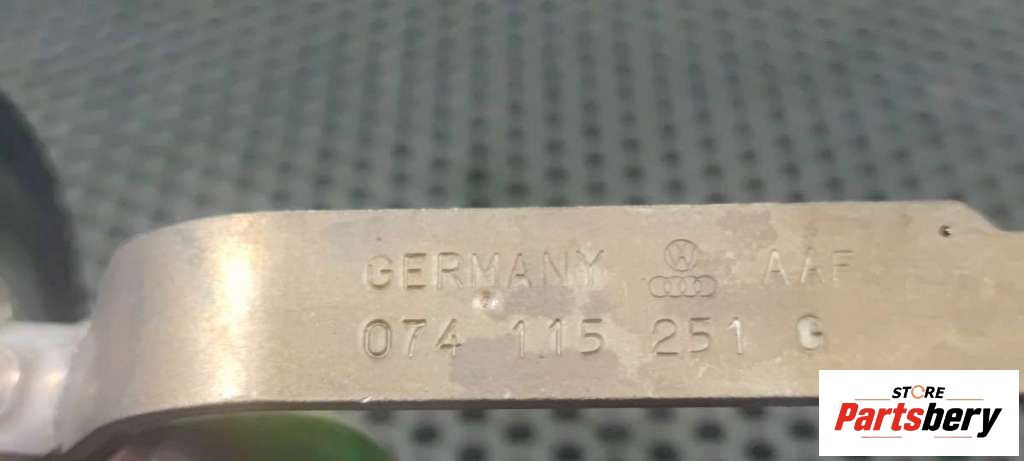 GERMANY AAF
074 115 251 G
STORE
Partsbery